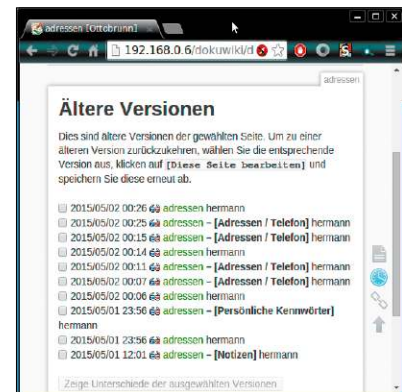 adressen [Ottobrunn]
192.168.0.6/dokuwiki/d
adressen
Ältere Versionen
Dies sind ältere Versionen der gewählten Seite. Um zu einer
älteren Version zurückzukehren, wählen Sie die entsprechende
Version aus, klicken auf [Diese Seite bearbeiten] und
speichern Sie diese erneut ab.
2015/05/02 00:26 adressen hermann
2015/05/02 00:25 adressen – [Adressen / Telefon] hermann
2015/05/02 00:15 adressen – [Adressen / Telefon] hermann
2015/05/02 00:14 adressen hermann
2015/05/02 00:11 adressen – [Adressen / Telefon] hermann
2015/05/02 00:07 adressen – [Adressen / Telefon] hermann
2015/05/02 00:06 adressen hermann
2015/05/01 23:56 adressen – [Persönliche Kennwörter]
hermann
2015/05/01 23:56 adressen hermann
2015/05/01 12:01 adressen – [Notizen] hermann
Zeige Unterschiede der ausgewählten Versionen